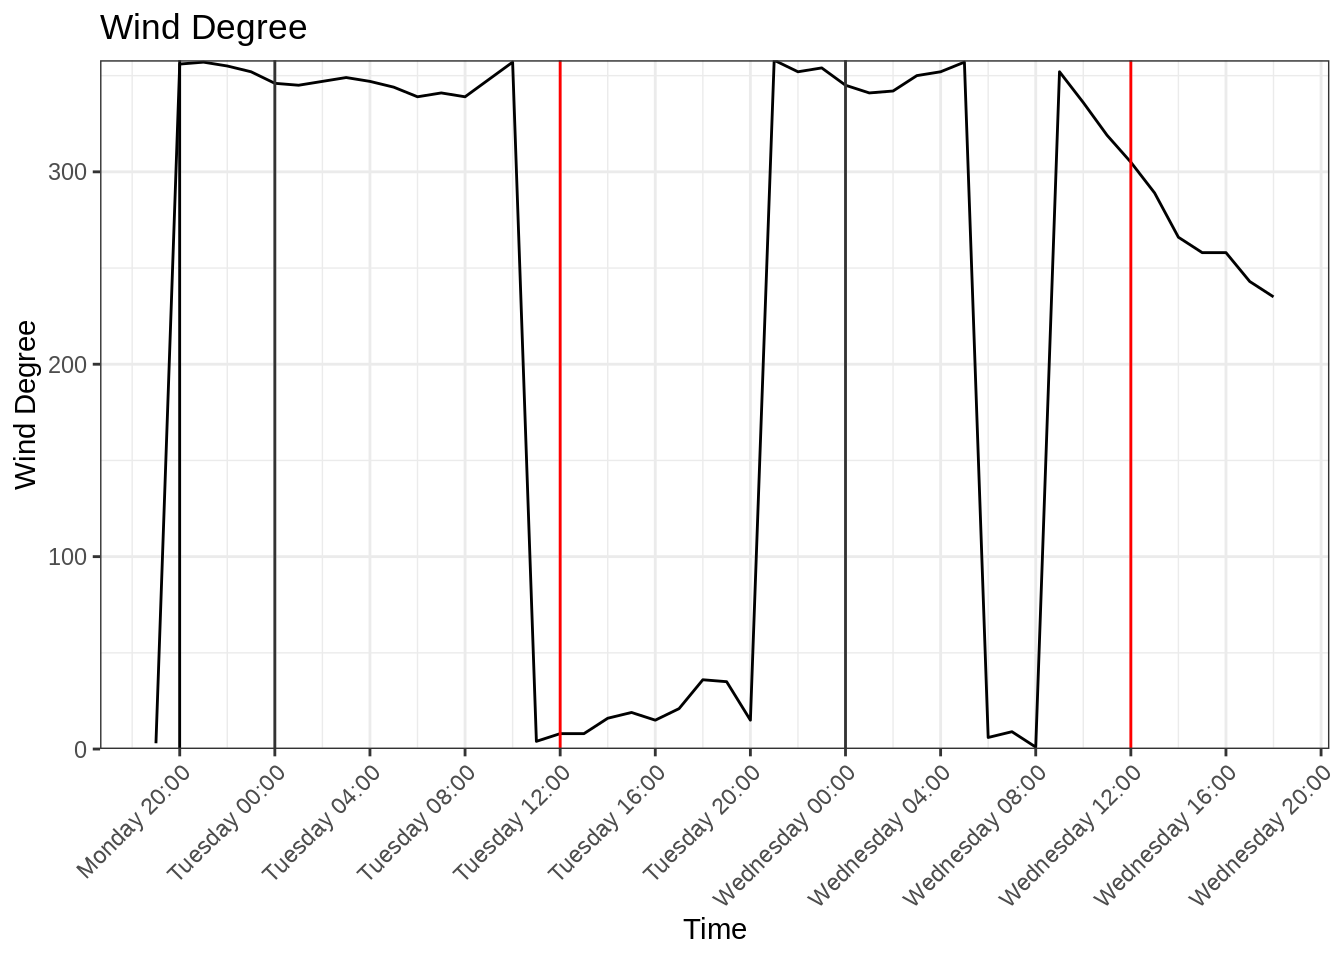 Wind Degree
Wind Degree
300
200
100
0
Monday 20:00
Tuesday 00:00
Tuesday 04:00
Tuesday 08:00
Tuesday 12:00
Tuesday 16:00
Tuesday 20:00
Wednesday 00:00
Wednesday 04:00
Wednesday 08:00
Wednesday 12:00
Wednesday 16:00
Wednesday 20:00
Time